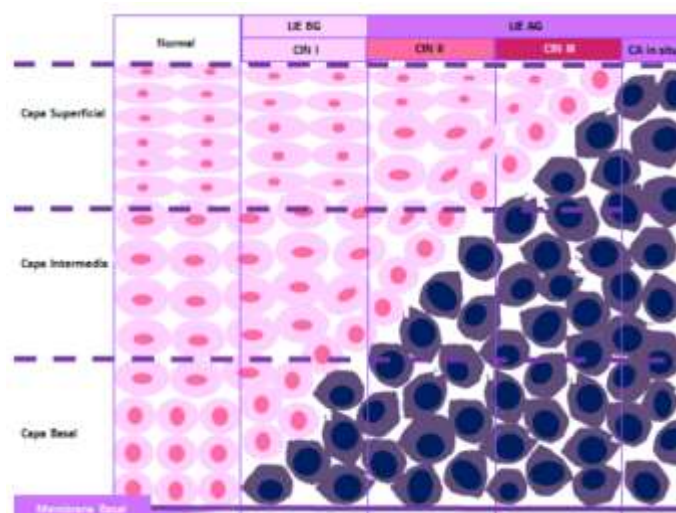 LIE BG
LIE AG
Normal
CIN I
CIN II
CIN III
CA in situ
Capa Superficial
Capa Intermedia
Capa Basal
Membrana Basal